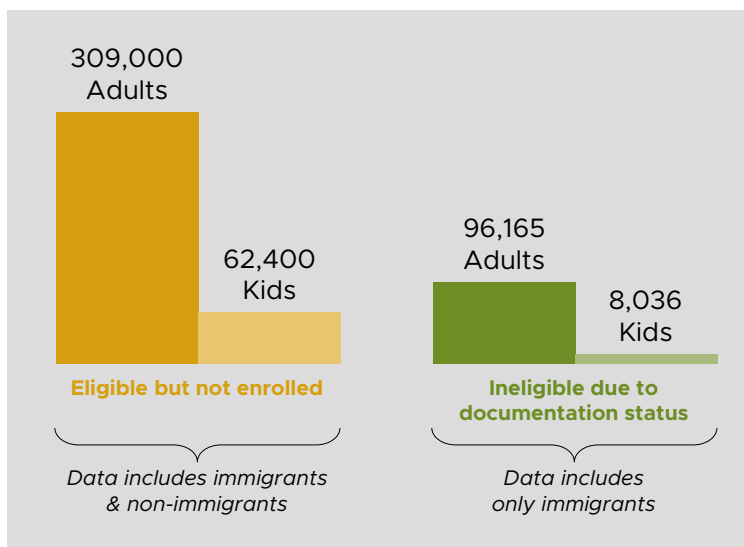 309,000
Adults
62,400
Kids
Eligible but not enrolled
Data includes immigrants
& non-immigrants
96,165
Adults
8,036
Kids
Ineligible due to
documentation status
Data includes
only immigrants